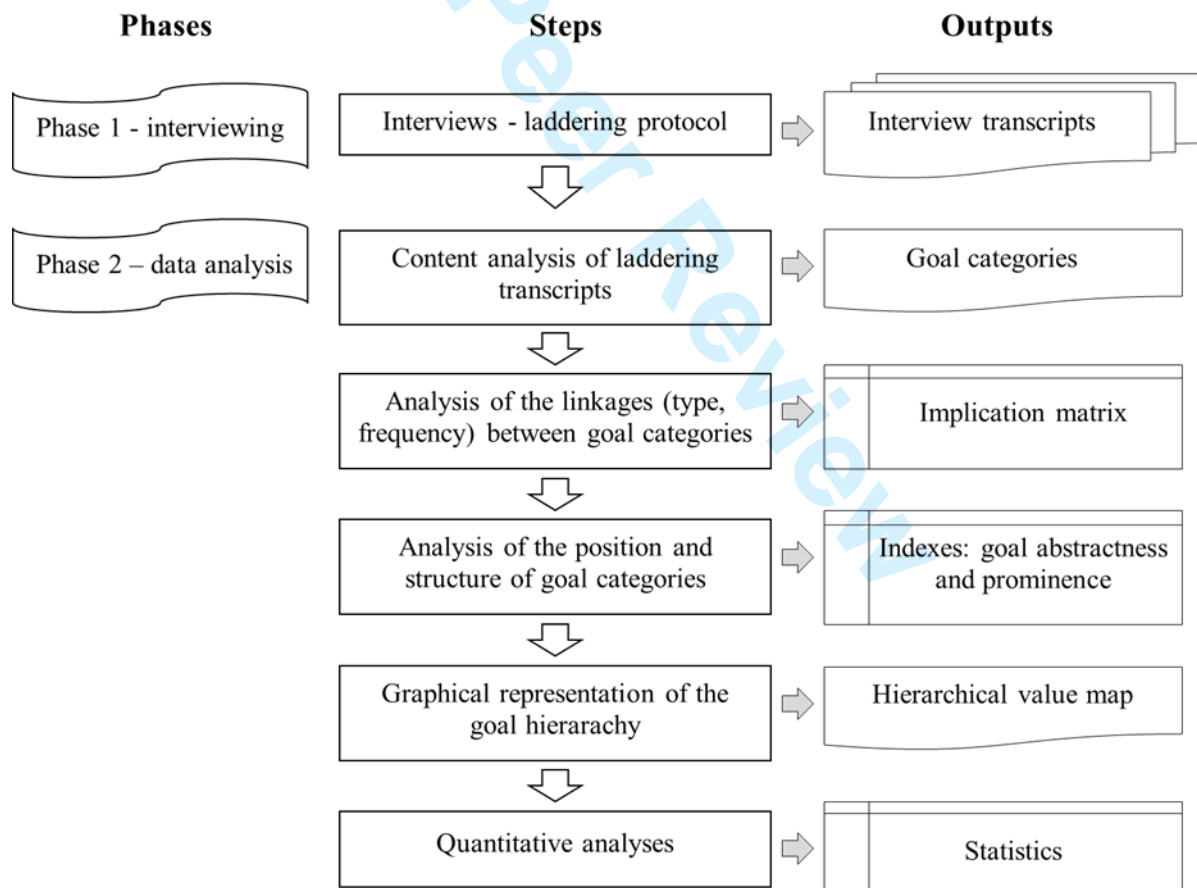 Phases
Steps
Outputs
Phase 1 - interviewing
Interviews - laddering protocol
Interview transcripts
Phase 2 – data analysis
Content analysis of laddering
transcripts
Goal categories
Analysis of the linkages (type,
frequency) between goal categories
Implication matrix
Analysis of the position and
structure of goal categories
Indexes: goal abstractness
and prominence
Graphical representation of the
goal hierarachy
Hierarchical value map
Quantitative analyses
Statistics
Peer Review